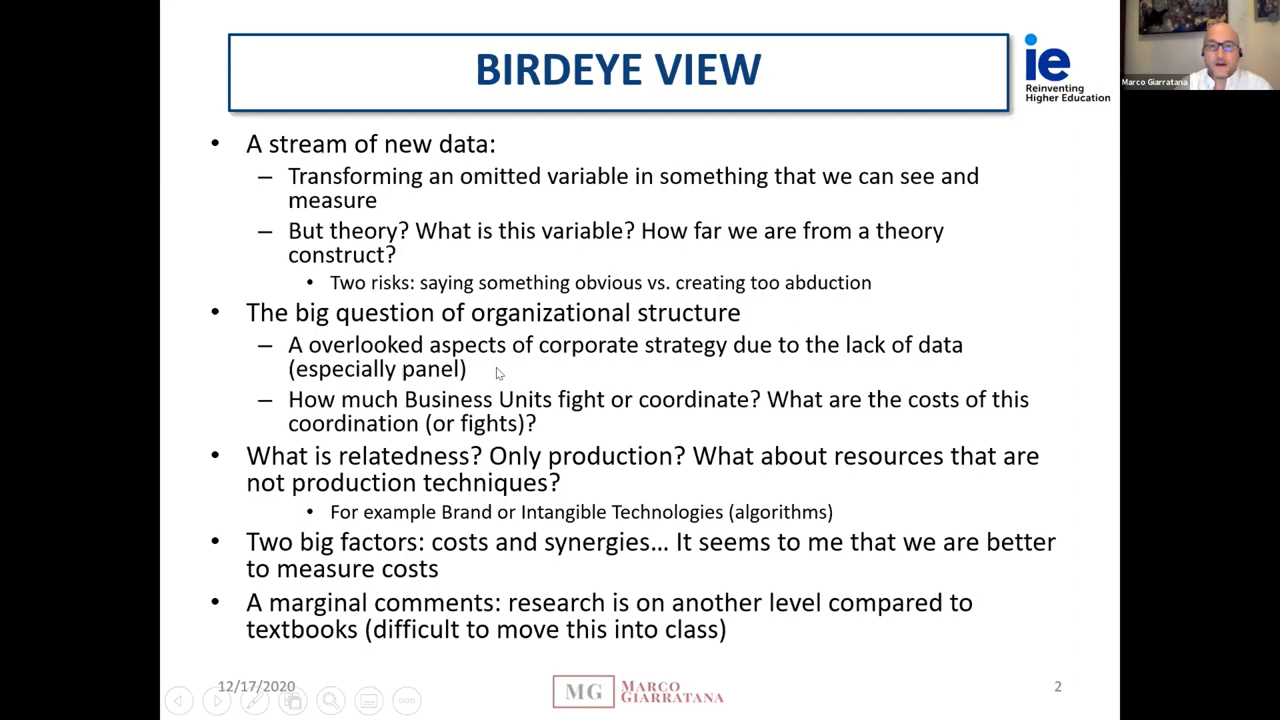 BIRDEYE VIEW
ie
Reinventing
Higher Education
Marco Giarratana
• A stream of new data:
– Transforming an omitted variable in something that we can see and
measure
– But theory? What is this variable? How far we are from a theory
construct?
• Two risks: saying something obvious vs. creating too abduction
• The big question of organizational structure
– A overlooked aspects of corporate strategy due to the lack of data
(especially panel)
– How much Business Units fight or coordinate? What are the costs of this
coordination (or fights)?
• What is relatedness? Only production? What about resources that are
not production techniques?
• For example Brand or Intangible Technologies (algorithms)
• Two big factors: costs and synergies... It seems to me that we are better
to measure costs
• A marginal comments: research is on another level compared to
textbooks (difficult to move this into class)
12/17/2020
MG
MARCO
GIARRATANA
2